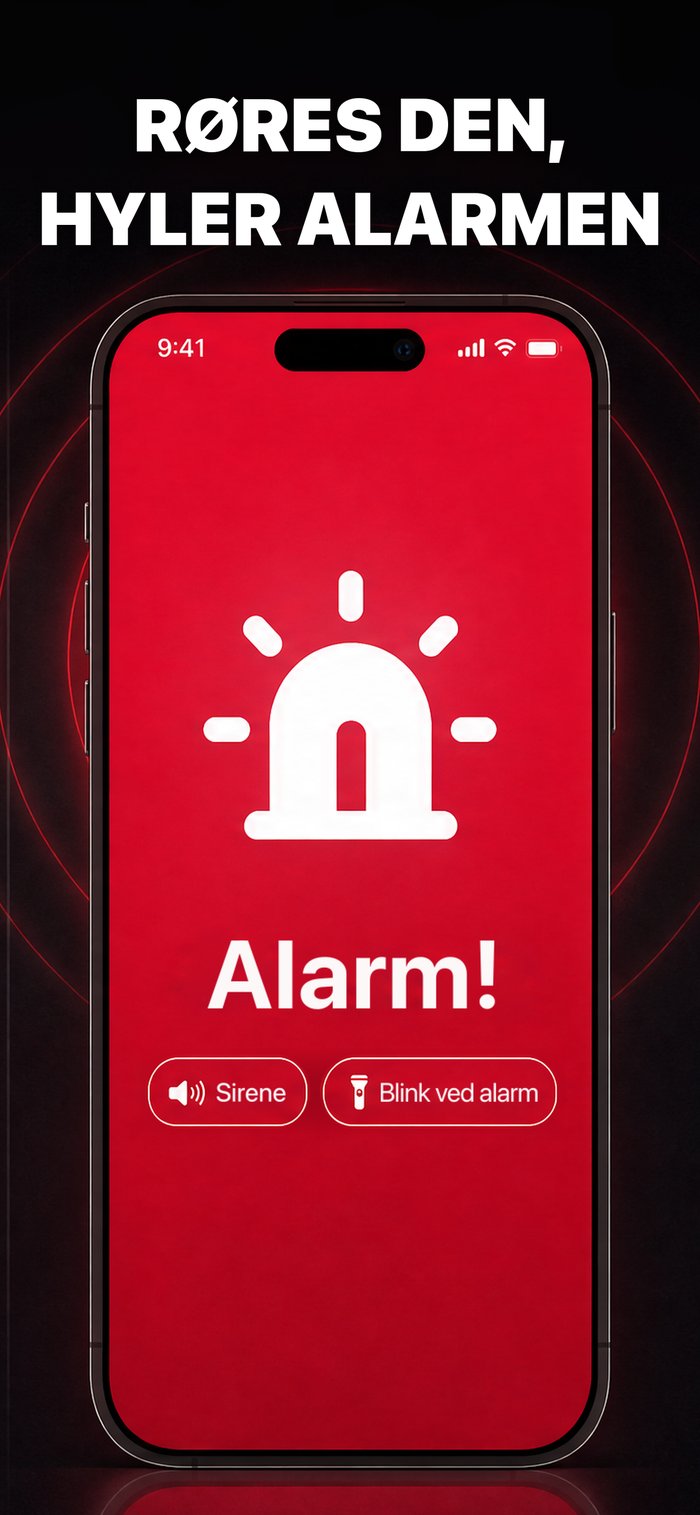 RØRES DEN,
HYLER ALARMEN
9:41
Alarm!
Sirene
Blink ved alarm